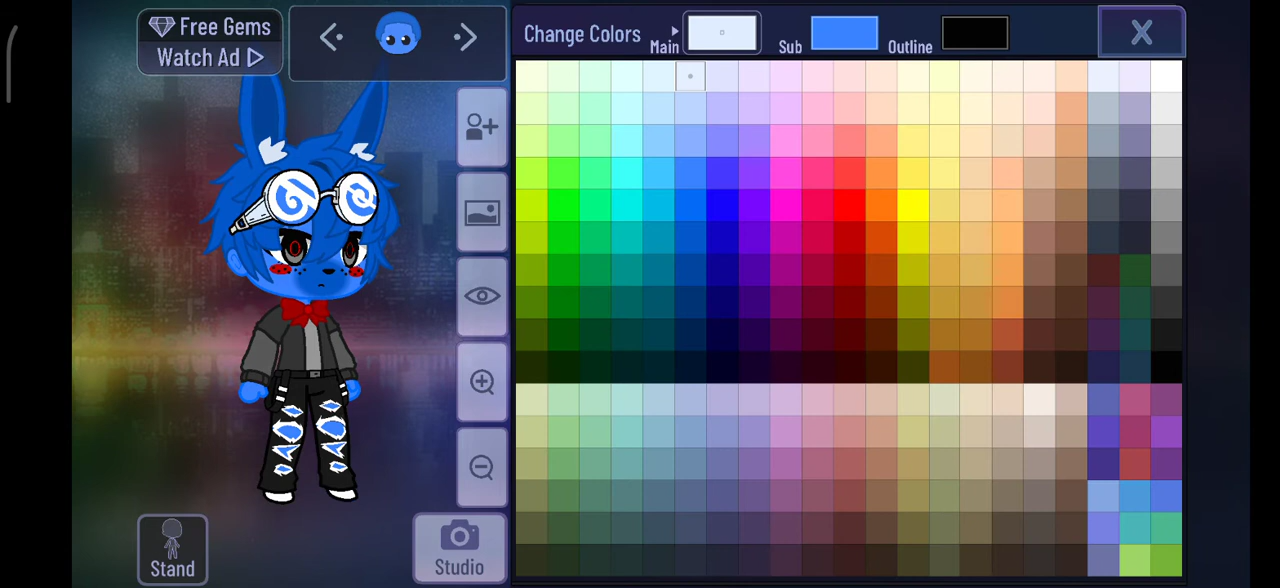 Free Gems
Watch Ad
Change Colors
Main
Sub
Outline
X
Stand
Studio